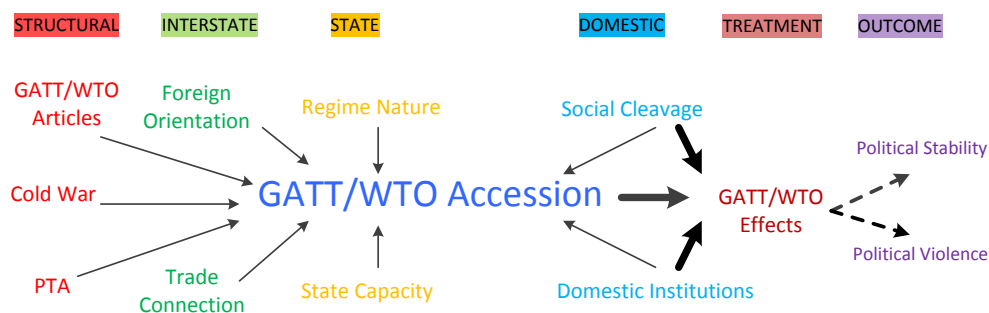 STRUCTURAL
INTERSTATE
STATE
DOMESTIC
TREATMENT
OUTCOME
GATT/WTO
Articles
Foreign
Orientation
Regime Nature
Social Cleavage
Political Stability
Cold War
GATT/WTO Accession
GATT/WTO
Effects
Political Violence
PTA
Trade
Connection
State Capacity
Domestic Institutions